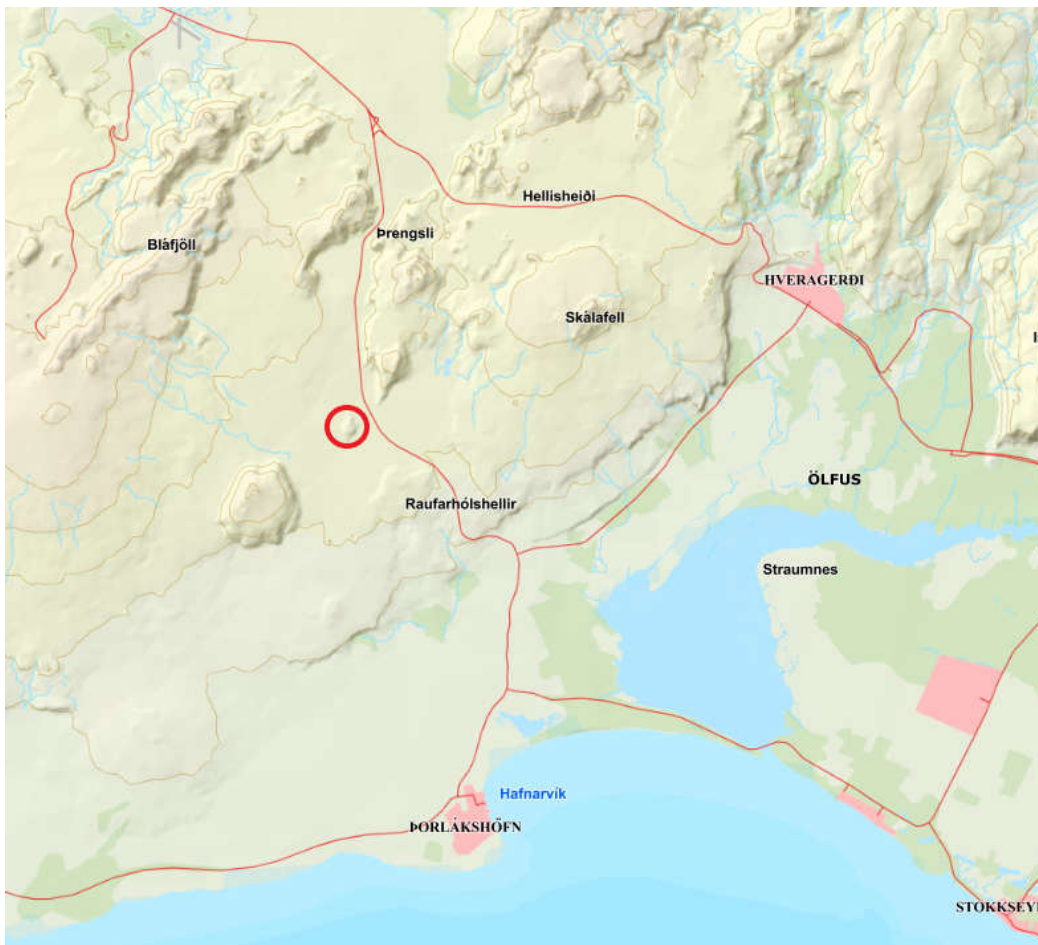 Hellisheiði
Þrengsli
Bláfjöll
HVERAGERÐI
Skálafell
ÖLFUS
Raufarhólshellir
Straumnes
Hafnarvík
ÞORLÁKSHÖFN